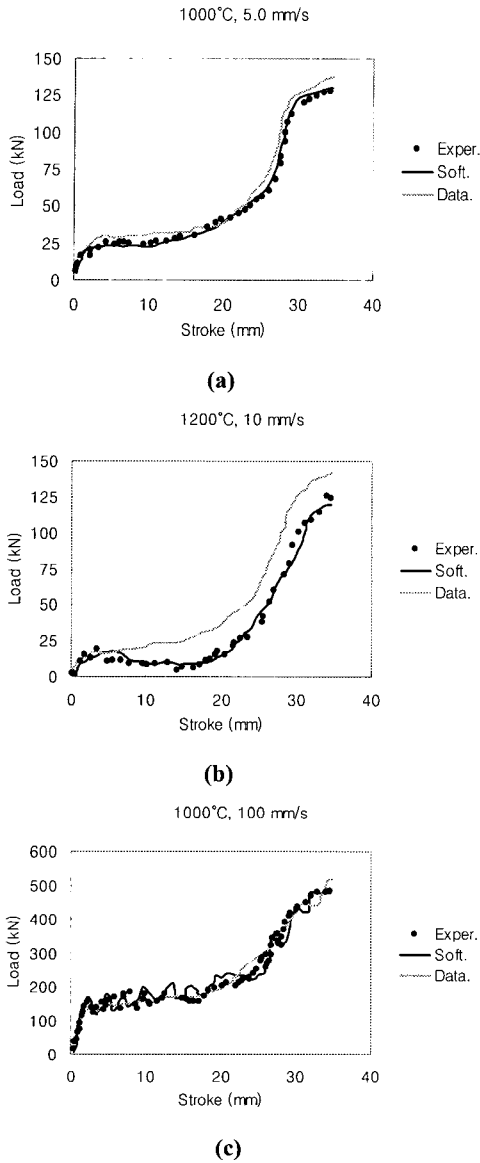 1000°C, 5.0 mm/s
150
125
100
75
50
25
0
Load (kN)
0 10 20 30 40
Stroke (mm)
Exper.
Soft.
Data.
(a)
1200°C, 10 mm/s
150
125
100
75
50
25
0
Load (kN)
0 10 20 30 40
Stroke (mm)
Exper.
Soft.
Data.
(b)
1000°C, 100 mm/s
600
500
400
300
200
100
0
Load (kN)
0 10 20 30 40
Stroke (mm)
Exper.
Soft.
Data.
(c)